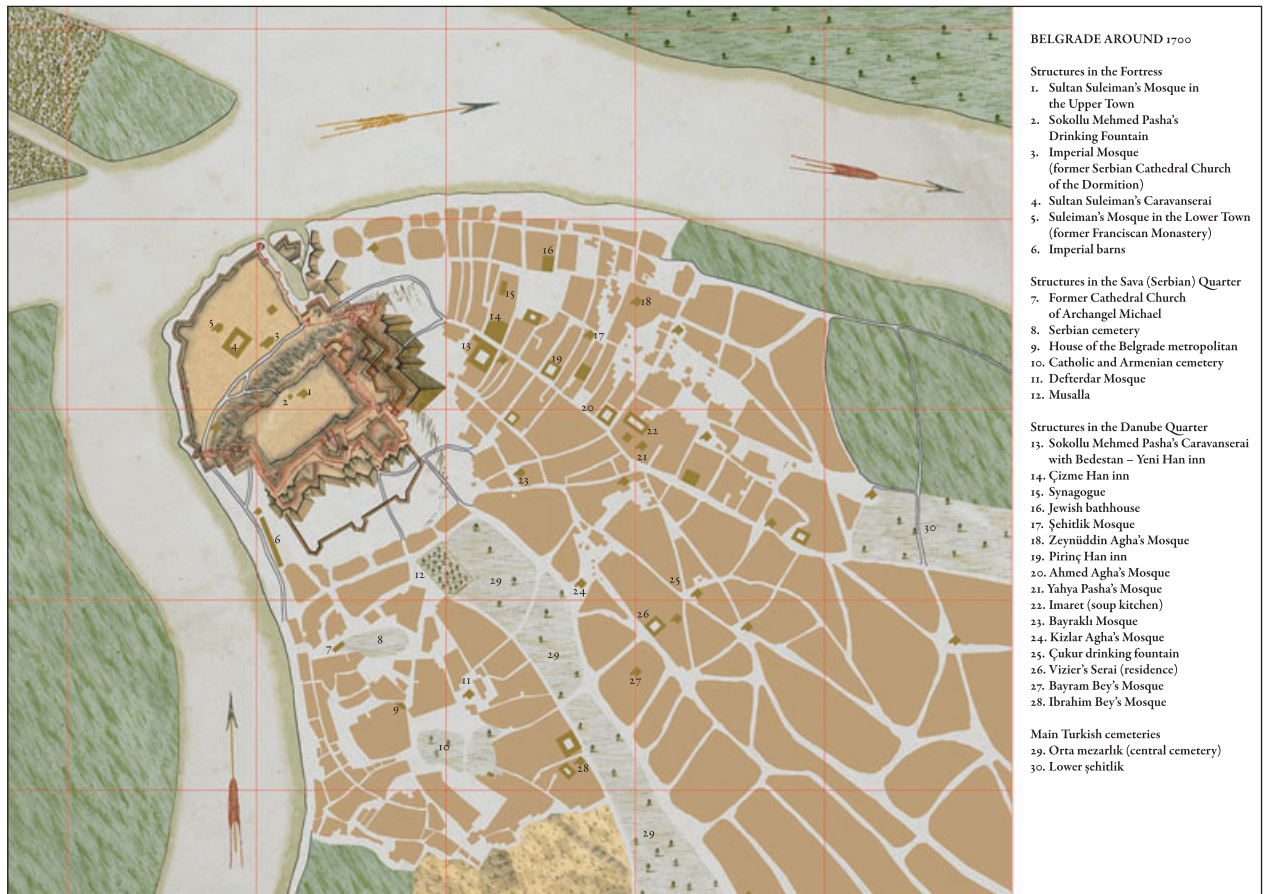 BELGRADE AROUND 1700
Structures in the Fortress
1. Sultan Suleiman's Mosque in
the Upper Town
2. Sokollu Mehmed Pasha's
Drinking Fountain
3. Imperial Mosque
(former Serbian Cathedral Church
of the Dormition)
4. Sultan Suleiman's Caravanserai
5. Suleiman's Mosque in the Lower Town
(former Franciscan Monastery)
6. Imperial barns
Structures in the Sava (Serbian) Quarter
7. Former Cathedral Church
of Archangel Michael
8. Serbian cemetery
9. House of the Belgrade metropolitan
10. Catholic and Armenian cemetery
11. Defterdar Mosque
12. Musalla
Structures in the Danube Quarter
13. Sokollu Mehmed Pasha's Caravanserai
with Bedestan – Yeni Han inn
14. Çizme Han inn
15. Synagogue
16. Jewish bathhouse
17. Şehitlik Mosque
18. Zeynüddin Agha's Mosque
19. Pirinç Han inn
20. Ahmed Agha's Mosque
21. Yahya Pasha's Mosque
22. Imaret (soup kitchen)
23. Bayraklı Mosque
24. Kizlar Agha's Mosque
25. Çukur drinking fountain
26. Vizier's Serai (residence)
27. Bayram Bey's Mosque
28. Ibrahim Bey's Mosque
Main Turkish cemeteries
29. Orta mezarlık (central cemetery)
30. Lower şehitlik
16
15
18
14
5
4
3
13
17
19
2
1
20
22
21
23
30
6
12
29
24
25
26
7
8
29
27
11
9
10
28
29